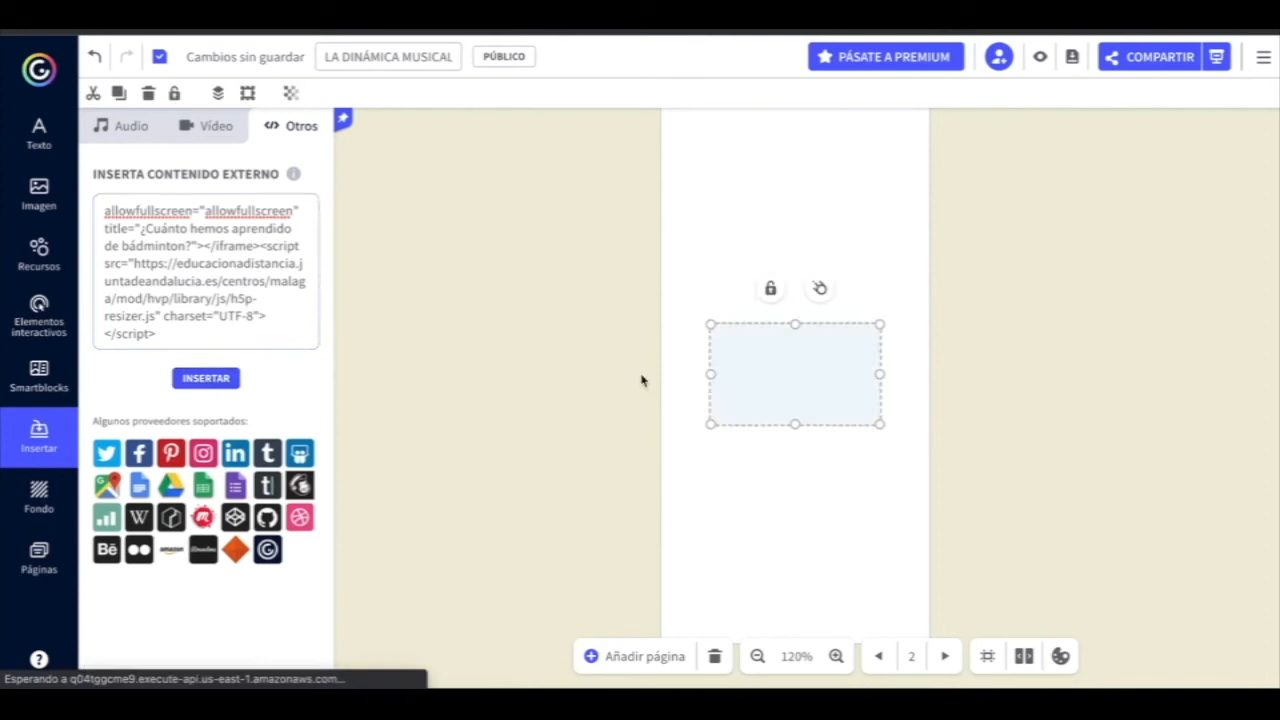 Cambios sin guardar
LA DINÁMICA MUSICAL
PÚBLICO
PÁSATE A PREMIUM
COMPARTIR
Texto
Imagen
Recursos
Elementos
interactivos
Smartblocks
Insertar
Fondo
Páginas
?
Audio
Vídeo
Otros
INSERTA CONTENIDO EXTERNO
allowfullscreen="allowfullscreen"
title="¿Cuánto hemos aprendido
de bádminton?"></iframe><script
src="https://educacionadistancia.j
untadeandalucia.es/centros/malag
a/mod/hvp/library/js/h5p-
resizer.js" charset="UTF-8">
</script>
INSERTAR
Algunos proveedores soportados:
Añadir página
120%
2
Esperando a q04tggcme9.execute-api.us-east-1.amazonaws.com...